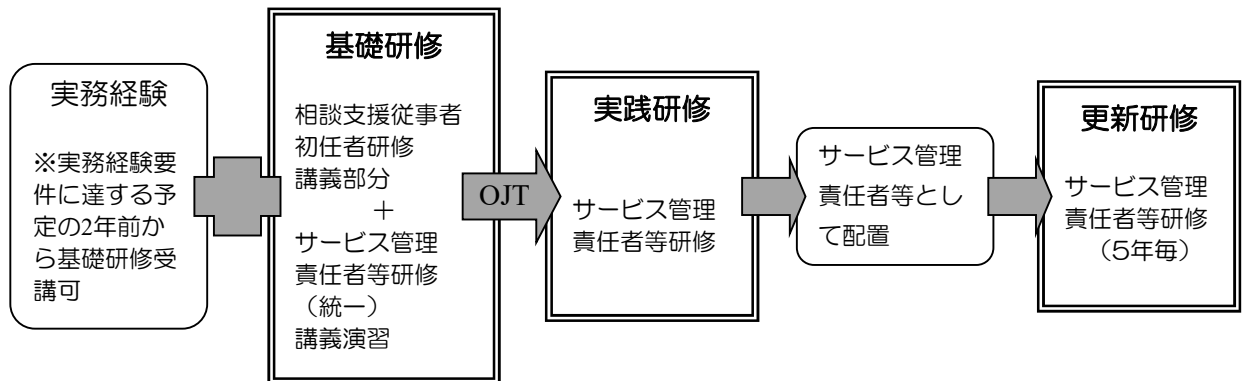 実務経験
※実務経験要
件に達する予
定の2年前か
ら基礎研修受
講可
基礎研修
相談支援従事者
初任者研修
講義部分
＋
サービス管理
責任者等研修
（統一）
講義演習
OJT
実践研修
サービス管理
責任者等研修
サービス管理
責任者等とし
て配置
更新研修
サービス管理
責任者等研修
（5年毎）